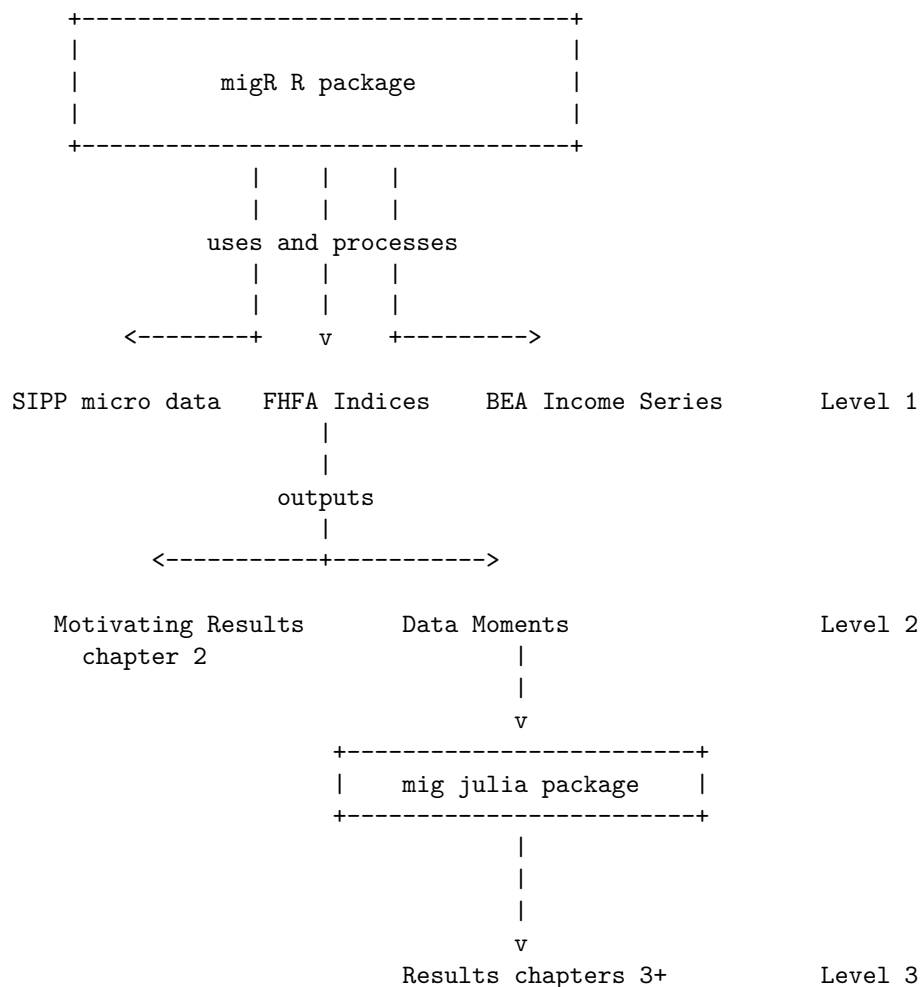 migR R package
uses and processes
SIPP micro data FHFA Indices BEA Income Series Level 1
outputs
Motivating Results Data Moments Level 2
chapter 2
mig julia package
Results chapters 3+ Level 3